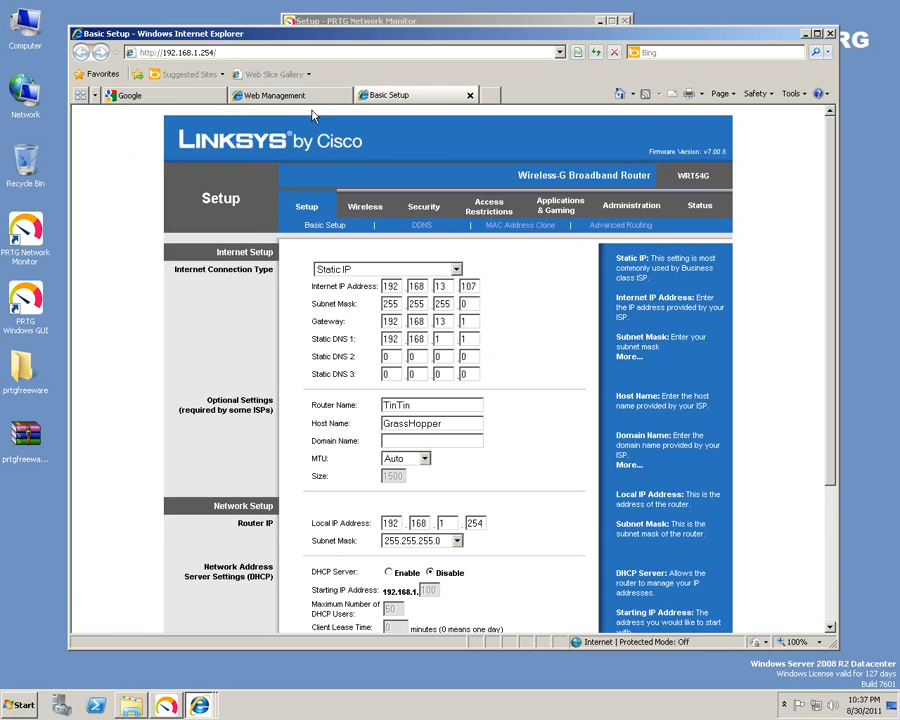 Setup - PRTG Network Monitor
Basic Setup - Windows Internet Explorer
RG
http://192.168.1.254/
Bing
Favorites
Suggested Sites
Web Slice Gallery
Google
Web Management
Basic Setup
Page
Safety
Tools
LINKSYS® by Cisco
Firmware Version: v7.00.8
Wireless-G Broadband Router
WRT54G
Setup
Setup
Wireless
Security
Access Restrictions
Applications & Gaming
Administration
Status
Basic Setup | DDNS | MAC Address Clone | Advanced Routing
Internet Setup
Internet Connection Type
Static IP
Internet IP Address: 192 . 168 . 13 . 107
Subnet Mask: 255 . 255 . 255 . 0
Gateway: 192 . 168 . 13 . 1
Static DNS 1: 192 . 168 . 1 . 1
Static DNS 2: 0 . 0 . 0 . 0
Static DNS 3: 0 . 0 . 0 . 0
Optional Settings
(required by some ISPs)
Router Name: TinTin
Host Name: GrassHopper
Domain Name:
MTU: Auto
Size: 1500
Network Setup
Router IP
Local IP Address: 192 . 168 . 1 . 254
Subnet Mask: 255.255.255.0
Network Address
Server Settings (DHCP)
DHCP Server: Enable Disable
Starting IP Address: 192.168.1. 100
Maximum Number of
DHCP Users: 50
Client Lease Time: 0 minutes (0 means one day)
Static IP: This setting is most
commonly used by Business
class ISP.
Internet IP Address: Enter
the IP address provided by your
ISP.
Subnet Mask: Enter your
subnet mask
More...
Host Name: Enter the host
name provided by your ISP.
Domain Name: Enter the
domain name provided by your
ISP.
More...
Local IP Address: This is the
address of the router.
Subnet Mask: This is the
subnet mask of the router.
DHCP Server: Allows the
router to manage your IP
addresses.
Starting IP Address: The
address you would like to start
with.
Internet | Protected Mode: Off
100%
Computer
Network
Recycle Bin
PRTG Network
Monitor
PRTG
Windows GUI
prtgfreeware
prtgfreewa...
Windows Server 2008 R2 Datacenter
Windows License valid for 127 days
Build 7601
Start
10:37 PM
8/30/2011